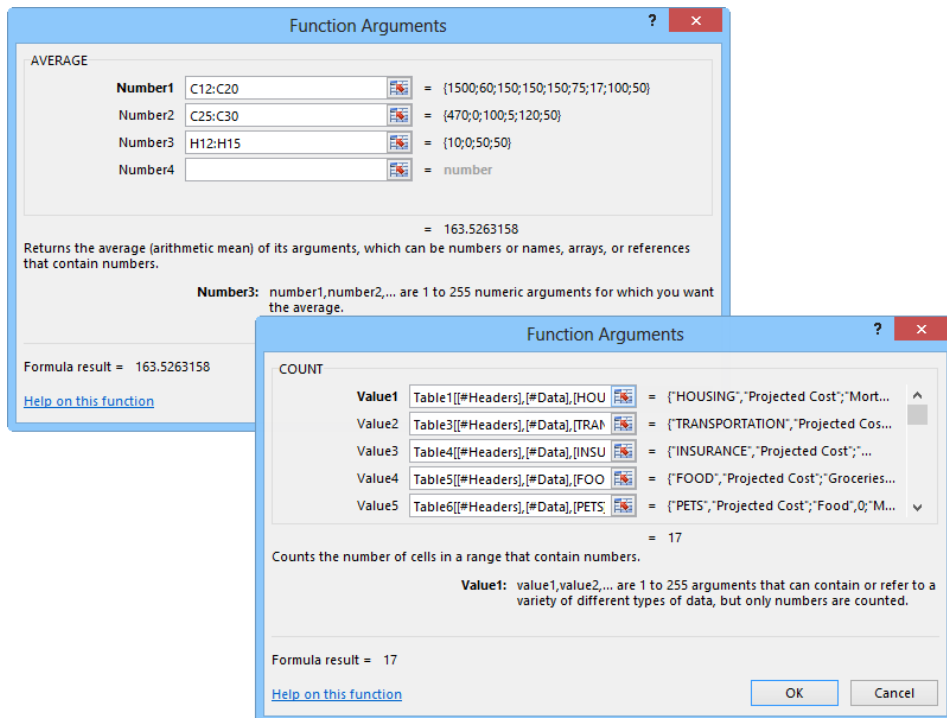 Function Arguments
?
AVERAGE
Number1 C12:C20 = {1500;60;150;150;150;75;17;100;50}
Number2 C25:C30 = {470;0;100;5;120;50}
Number3 H12:H15 = {10;0;50;50}
Number4 = number
= 163.5263158
Returns the average (arithmetic mean) of its arguments, which can be numbers or names, arrays, or references
that contain numbers.
Number3: number1,number2,... are 1 to 255 numeric arguments for which you want
the average.
Formula result = 163.5263158
Help on this function
Function Arguments
?
COUNT
Value1 Table1[[#Headers],[#Data],[HOU = {"HOUSING","Projected Cost";"Mort...
Value2 Table3[[#Headers],[#Data],[TRAN = {"TRANSPORTATION","Projected Cos...
Value3 Table4[[#Headers],[#Data],[INSU = {"INSURANCE","Projected Cost";"...
Value4 Table5[[#Headers],[#Data],[FOO = {"FOOD","Projected Cost";"Groceries...
Value5 Table6[[#Headers],[#Data],[PETS = {"PETS","Projected Cost";"Food",0;"M...
= 17
Counts the number of cells in a range that contain numbers.
Value1: value1,value2,... are 1 to 255 arguments that can contain or refer to a
variety of different types of data, but only numbers are counted.
Formula result = 17
Help on this function
OK Cancel